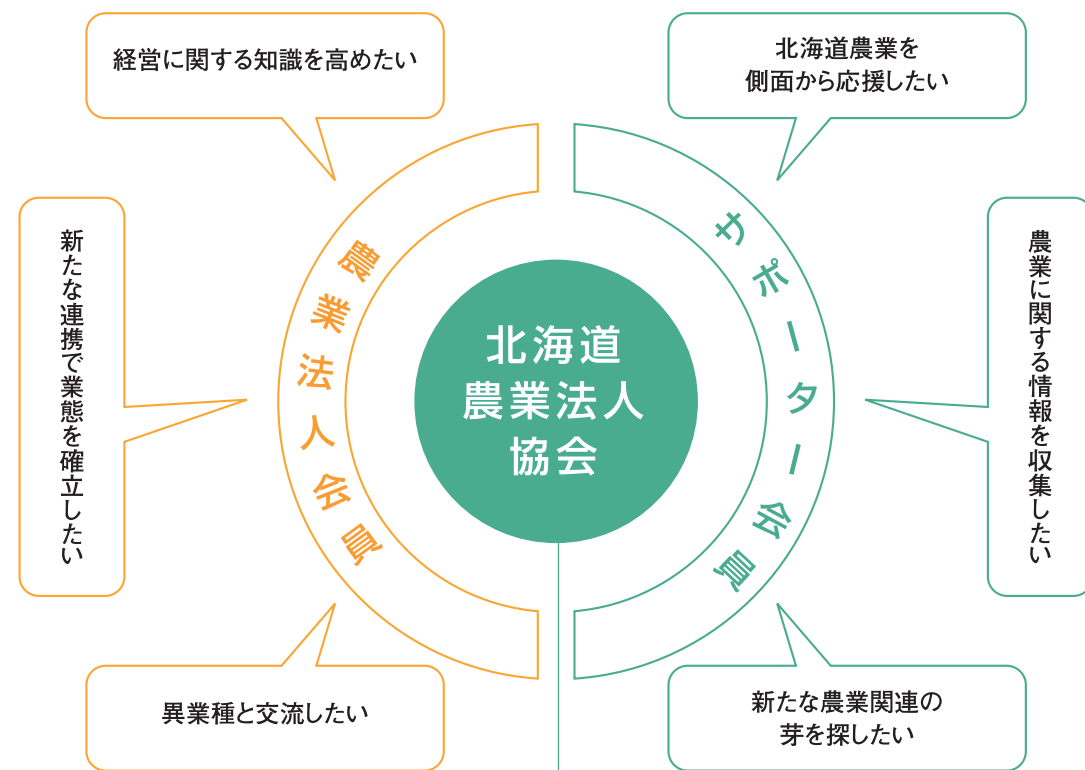 経営に関する知識を高めたい
北海道農業を
側面から応援したい
新たな連携で業態を確立したい
農業法人会員
北海道
農業法人
協会
サポーター会員
農業に関する情報を収集したい
異業種と交流したい
新たな農業関連の
芽を探したい